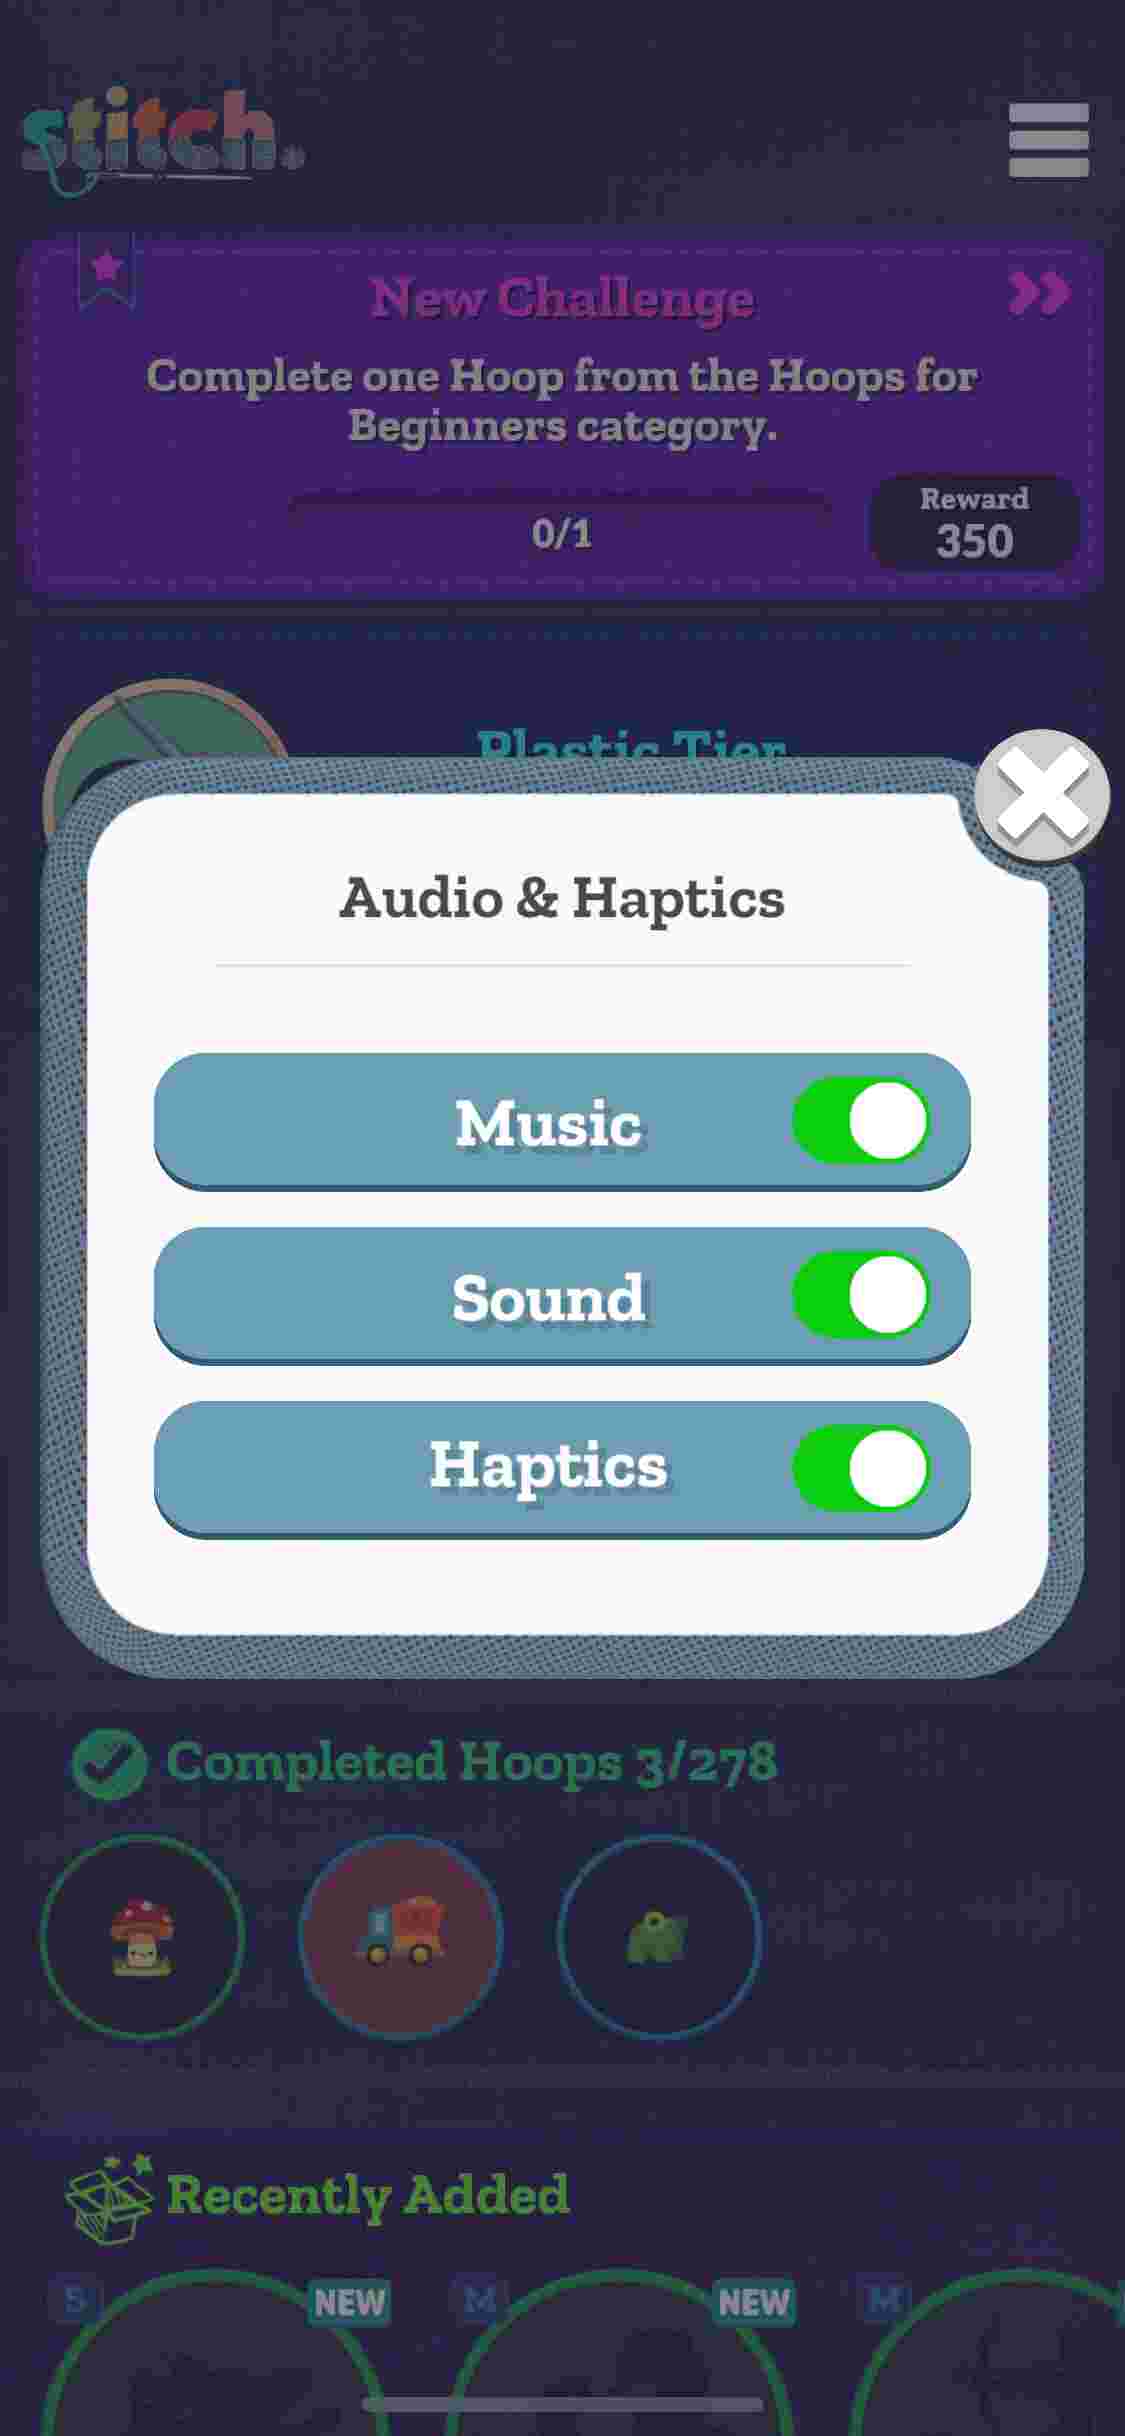 stitch.
New Challenge
Complete one Hoop from the Hoops for
Beginners category.
0/1
Reward
350
Plastic Tier
Audio & Haptics
Music
Sound
Haptics
Completed Hoops 3/278
Recently Added
S
NEW
M
NEW
M